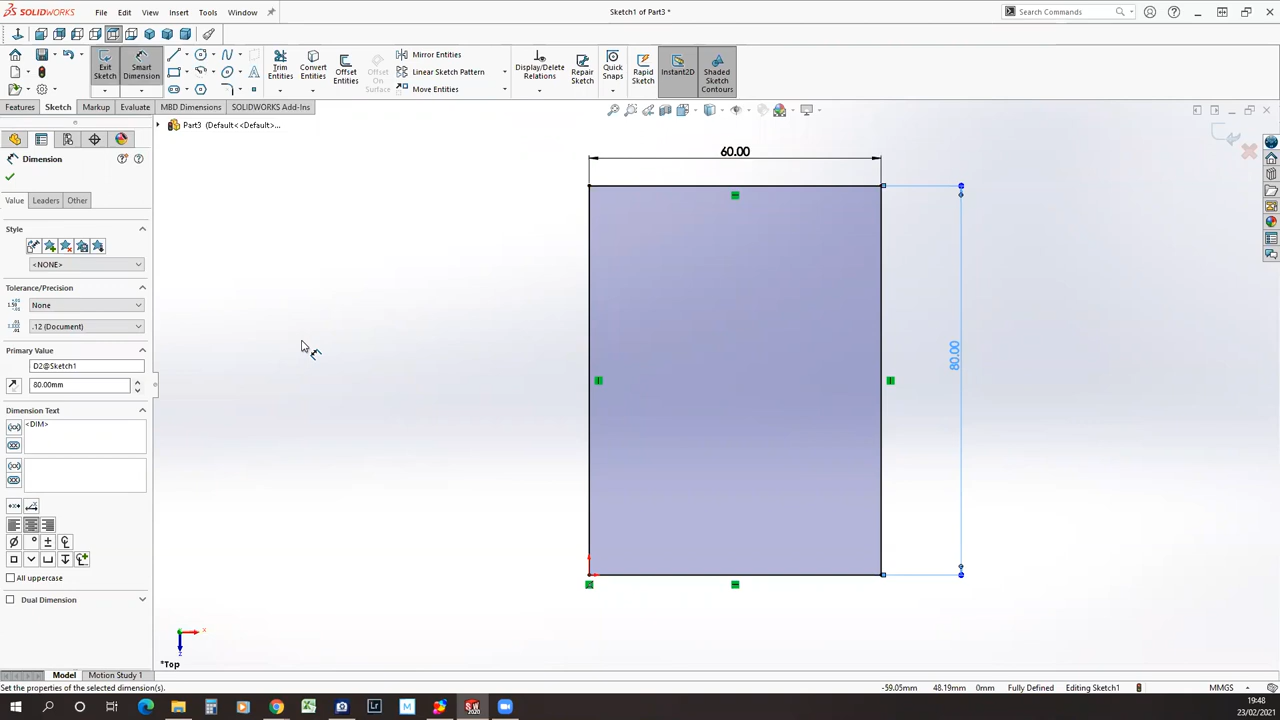 SOLIDWORKS File Edit View Insert Tools Window Sketch1 of Part3 * Search Commands
Exit Sketch Smart Dimension Trim Entities Convert Entities Offset Entities Offset On Surface Mirror Entities Linear Sketch Pattern Move Entities Display/Delete Relations Repair Sketch Quick Snaps Rapid Sketch Instant2D Shaded Sketch Contours
Features Sketch Markup Evaluate MBD Dimensions SOLIDWORKS Add-Ins
Part3 (Default<<Default>...
Dimension
Value Leaders Other
Style
<NONE>
Tolerance/Precision
None
.12 (Document)
Primary Value
D2@Sketch1
80.00mm
Dimension Text
<DIM>
All uppercase
Dual Dimension
60.00
80.00
x
z
*Top
Model Motion Study 1
Set the properties of the selected dimension(s). -59.05mm 48.19mm 0mm Fully Defined Editing Sketch1 MMGS
19:48
23/02/2021